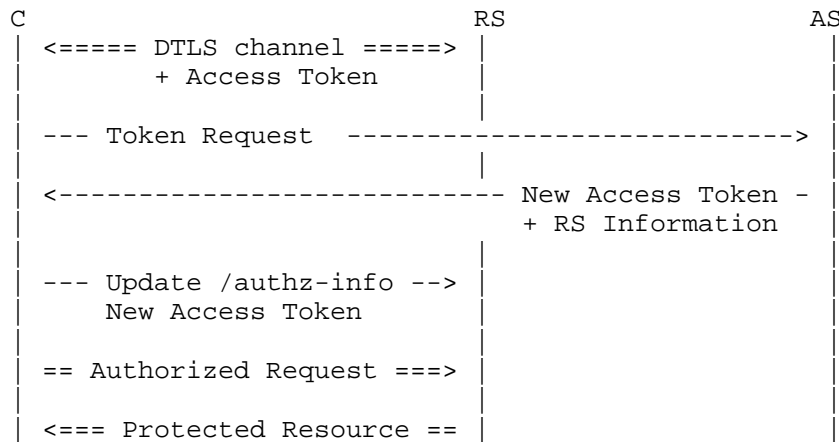 C RS AS
<===== DTLS channel =====>
+ Access Token
--- Token Request ---------------------------->
<---------------------------- New Access Token -
+ RS Information
--- Update /authz-info -->
New Access Token
== Authorized Request ===>
<=== Protected Resource ==